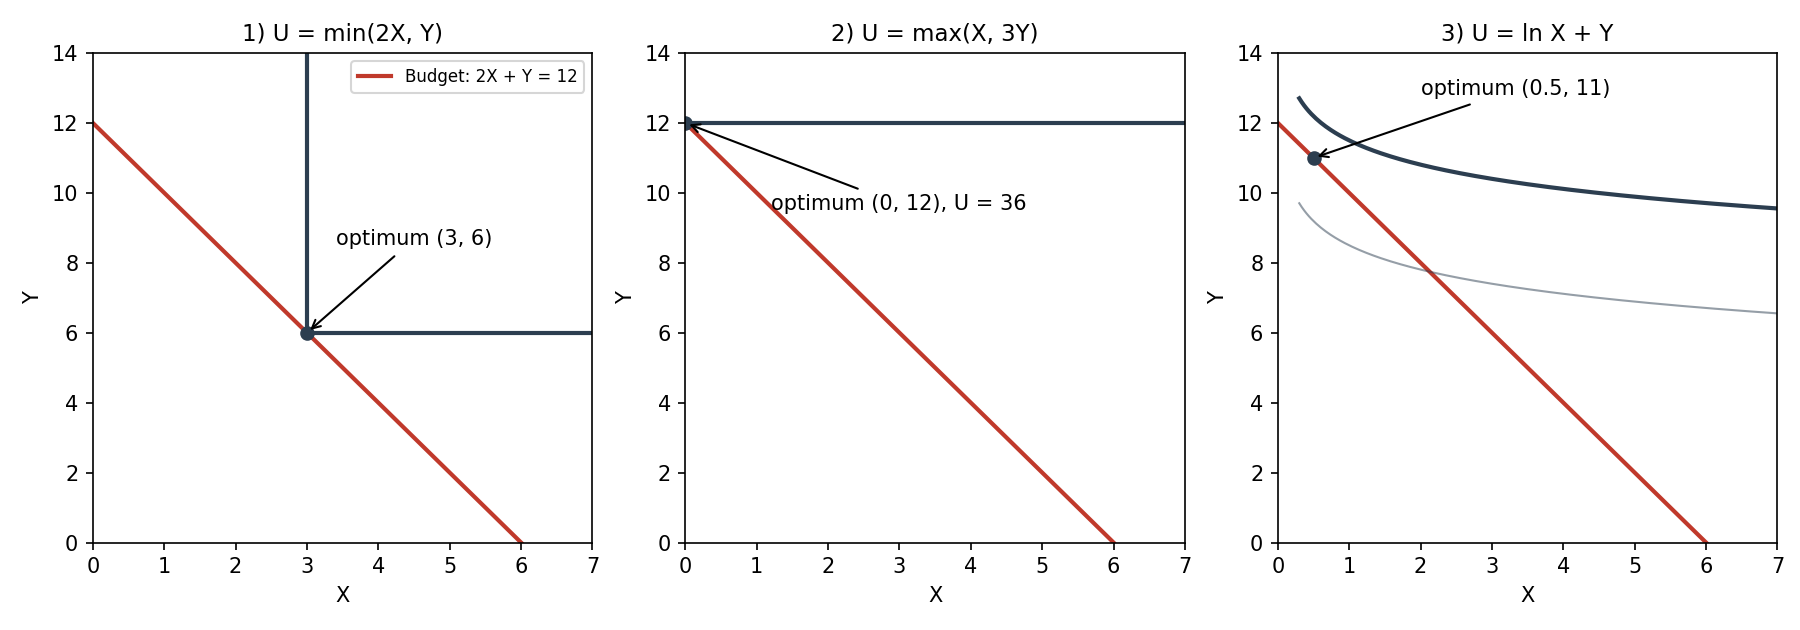 1) U = min(2X, Y)
14
12
10
8
6
4
2
0
Y
Budget: 2X + Y = 12
optimum (3, 6)
0 1 2 3 4 5 6 7
X
2) U = max(X, 3Y)
14
12
10
8
6
4
2
0
Y
optimum (0, 12), U = 36
0 1 2 3 4 5 6 7
X
3) U = ln X + Y
14
12
10
8
6
4
2
0
Y
optimum (0.5, 11)
0 1 2 3 4 5 6 7
X